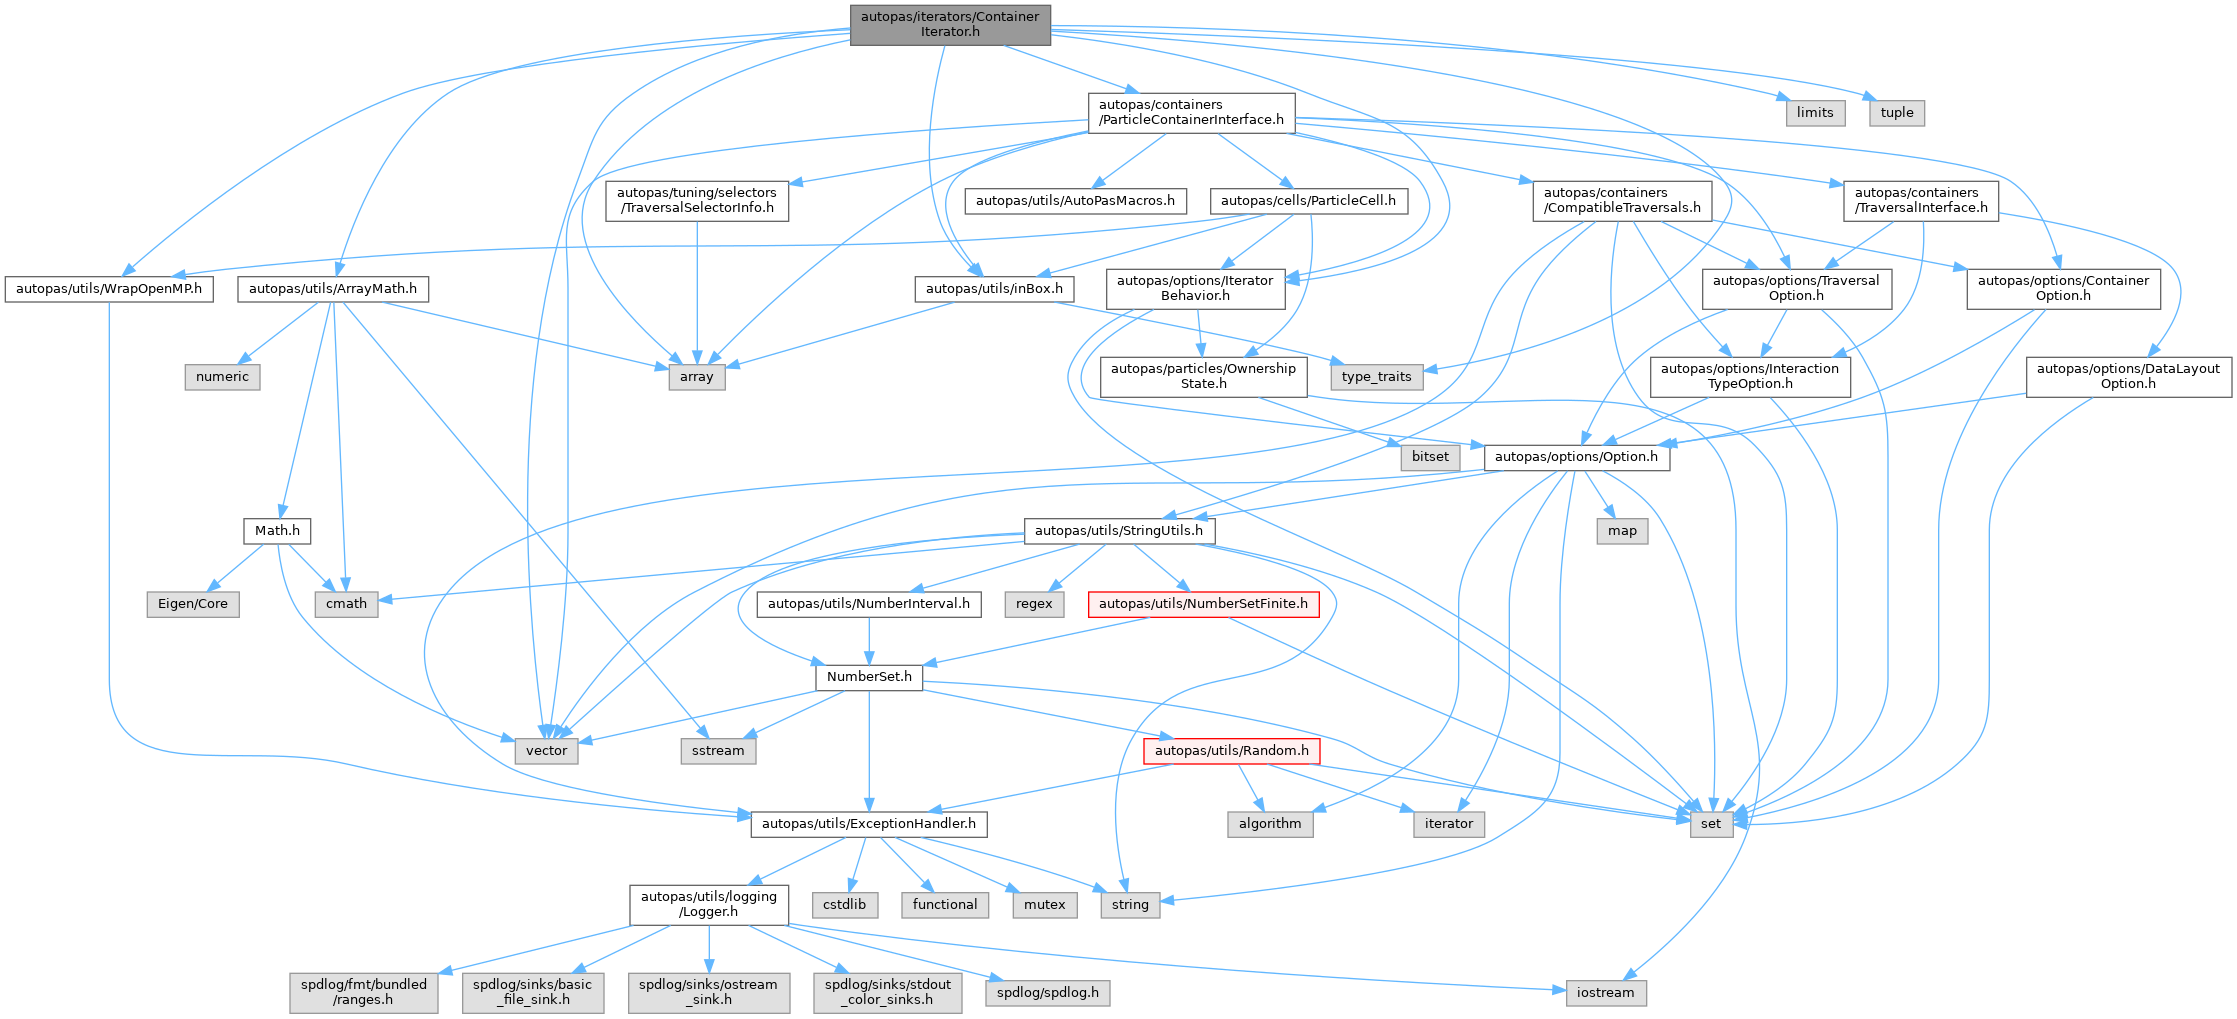 autopas/iterators/Container
Iterator.h
autopas/containers
/ParticleContainerInterface.h
limits
tuple
autopas/tuning/selectors
/TraversalSelectorInfo.h
autopas/utils/AutoPasMacros.h
autopas/cells/ParticleCell.h
autopas/containers
/CompatibleTraversals.h
autopas/containers
/TraversalInterface.h
autopas/utils/WrapOpenMP.h
autopas/utils/ArrayMath.h
autopas/utils/inBox.h
autopas/options/Iterator
Behavior.h
autopas/options/Traversal
Option.h
autopas/options/Container
Option.h
numeric
array
autopas/particles/Ownership
State.h
type_traits
autopas/options/Interaction
TypeOption.h
autopas/options/DataLayout
Option.h
bitset
autopas/options/Option.h
Math.h
autopas/utils/StringUtils.h
map
Eigen/Core
cmath
autopas/utils/NumberInterval.h
regex
autopas/utils/NumberSetFinite.h
NumberSet.h
vector
sstream
autopas/utils/Random.h
autopas/utils/ExceptionHandler.h
algorithm
iterator
set
autopas/utils/logging
/Logger.h
cstdlib
functional
mutex
string
spdlog/fmt/bundled
/ranges.h
spdlog/sinks/basic
_file_sink.h
spdlog/sinks/ostream
_sink.h
spdlog/sinks/stdout
_color_sinks.h
spdlog/spdlog.h
iostream